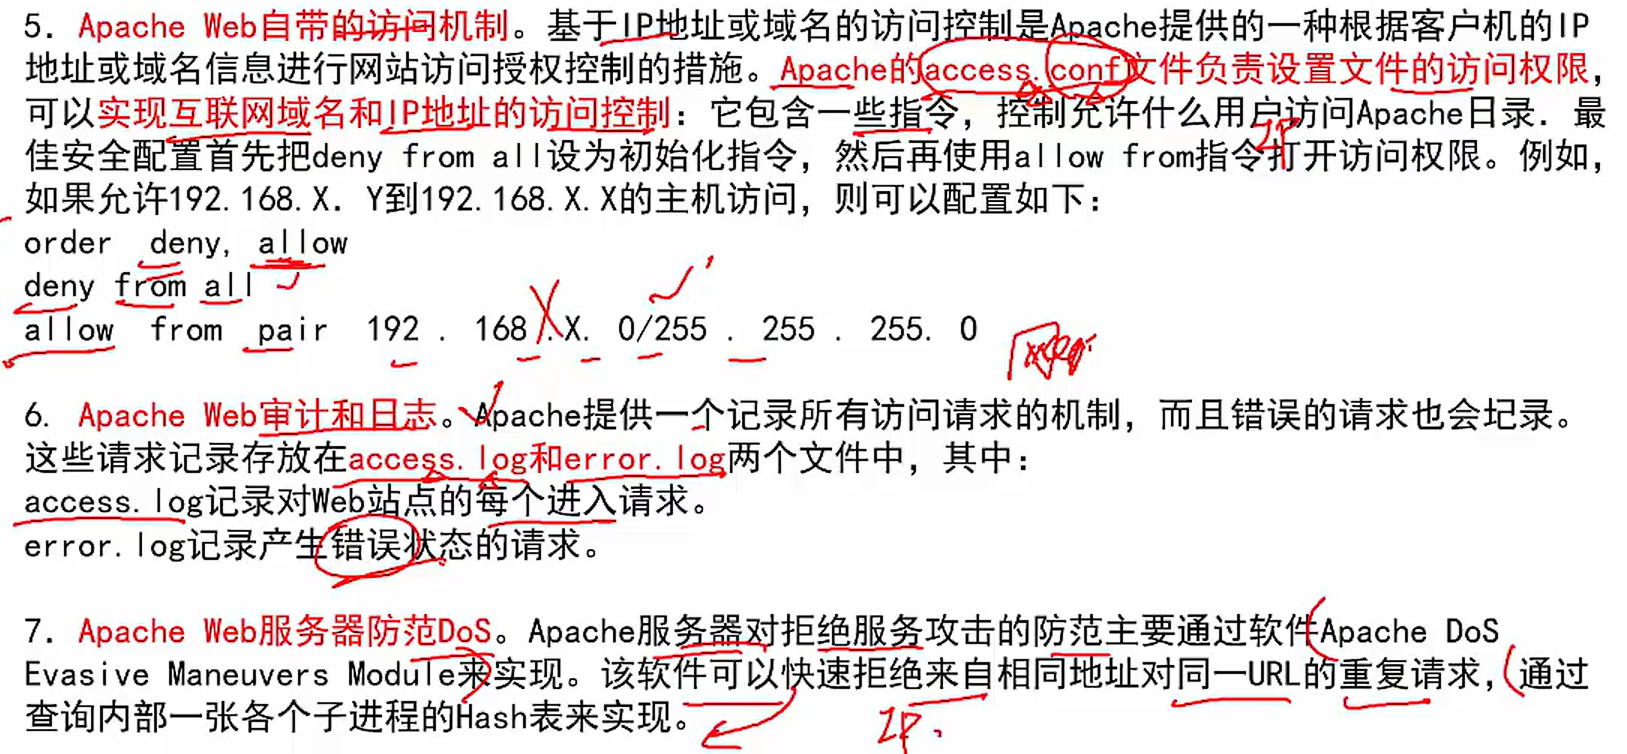 5. Apache Web自带的访问机制。基于IP地址或域名的访问控制是Apache提供的一种根据客户机的IP
地址或域名信息进行网站访问授权控制的措施。Apache的access.conf文件负责设置文件的访问权限，
可以实现互联网域名和IP地址的访问控制：它包含一些指令，控制允许什么用户访问Apache日录．最
佳安全配置首先把deny from all设为初始化指令，然后再使用allow from指令打开访问权限。例如，
如果允许192.168.X. Y到192.168.X.X的主机访问，则可以配置如下：
order deny, allow
deny from all
allow from pair 192 . 168 .X. 0/255 . 255 . 255. 0
6. Apache Web审计和日志。Apache提供一个记录所有访问请求的机制，而且错误的请求也会圮录。
这些请求记录存放在access.log和error.log两个文件中，其中：
access.log记录对Web站点的每个进入请求。
error.log记录产生错误状态的请求。
7. Apache Web服务器防范DoS。Apache服务器对拒绝服务攻击的防范主要通过软件Apache DoS
Evasive Maneuvers Module来实现。该软件可以快速拒绝来自相同地址对同一URL的重复请求，通过
查询内部一张各个子进程的Hash表来实现。
IP